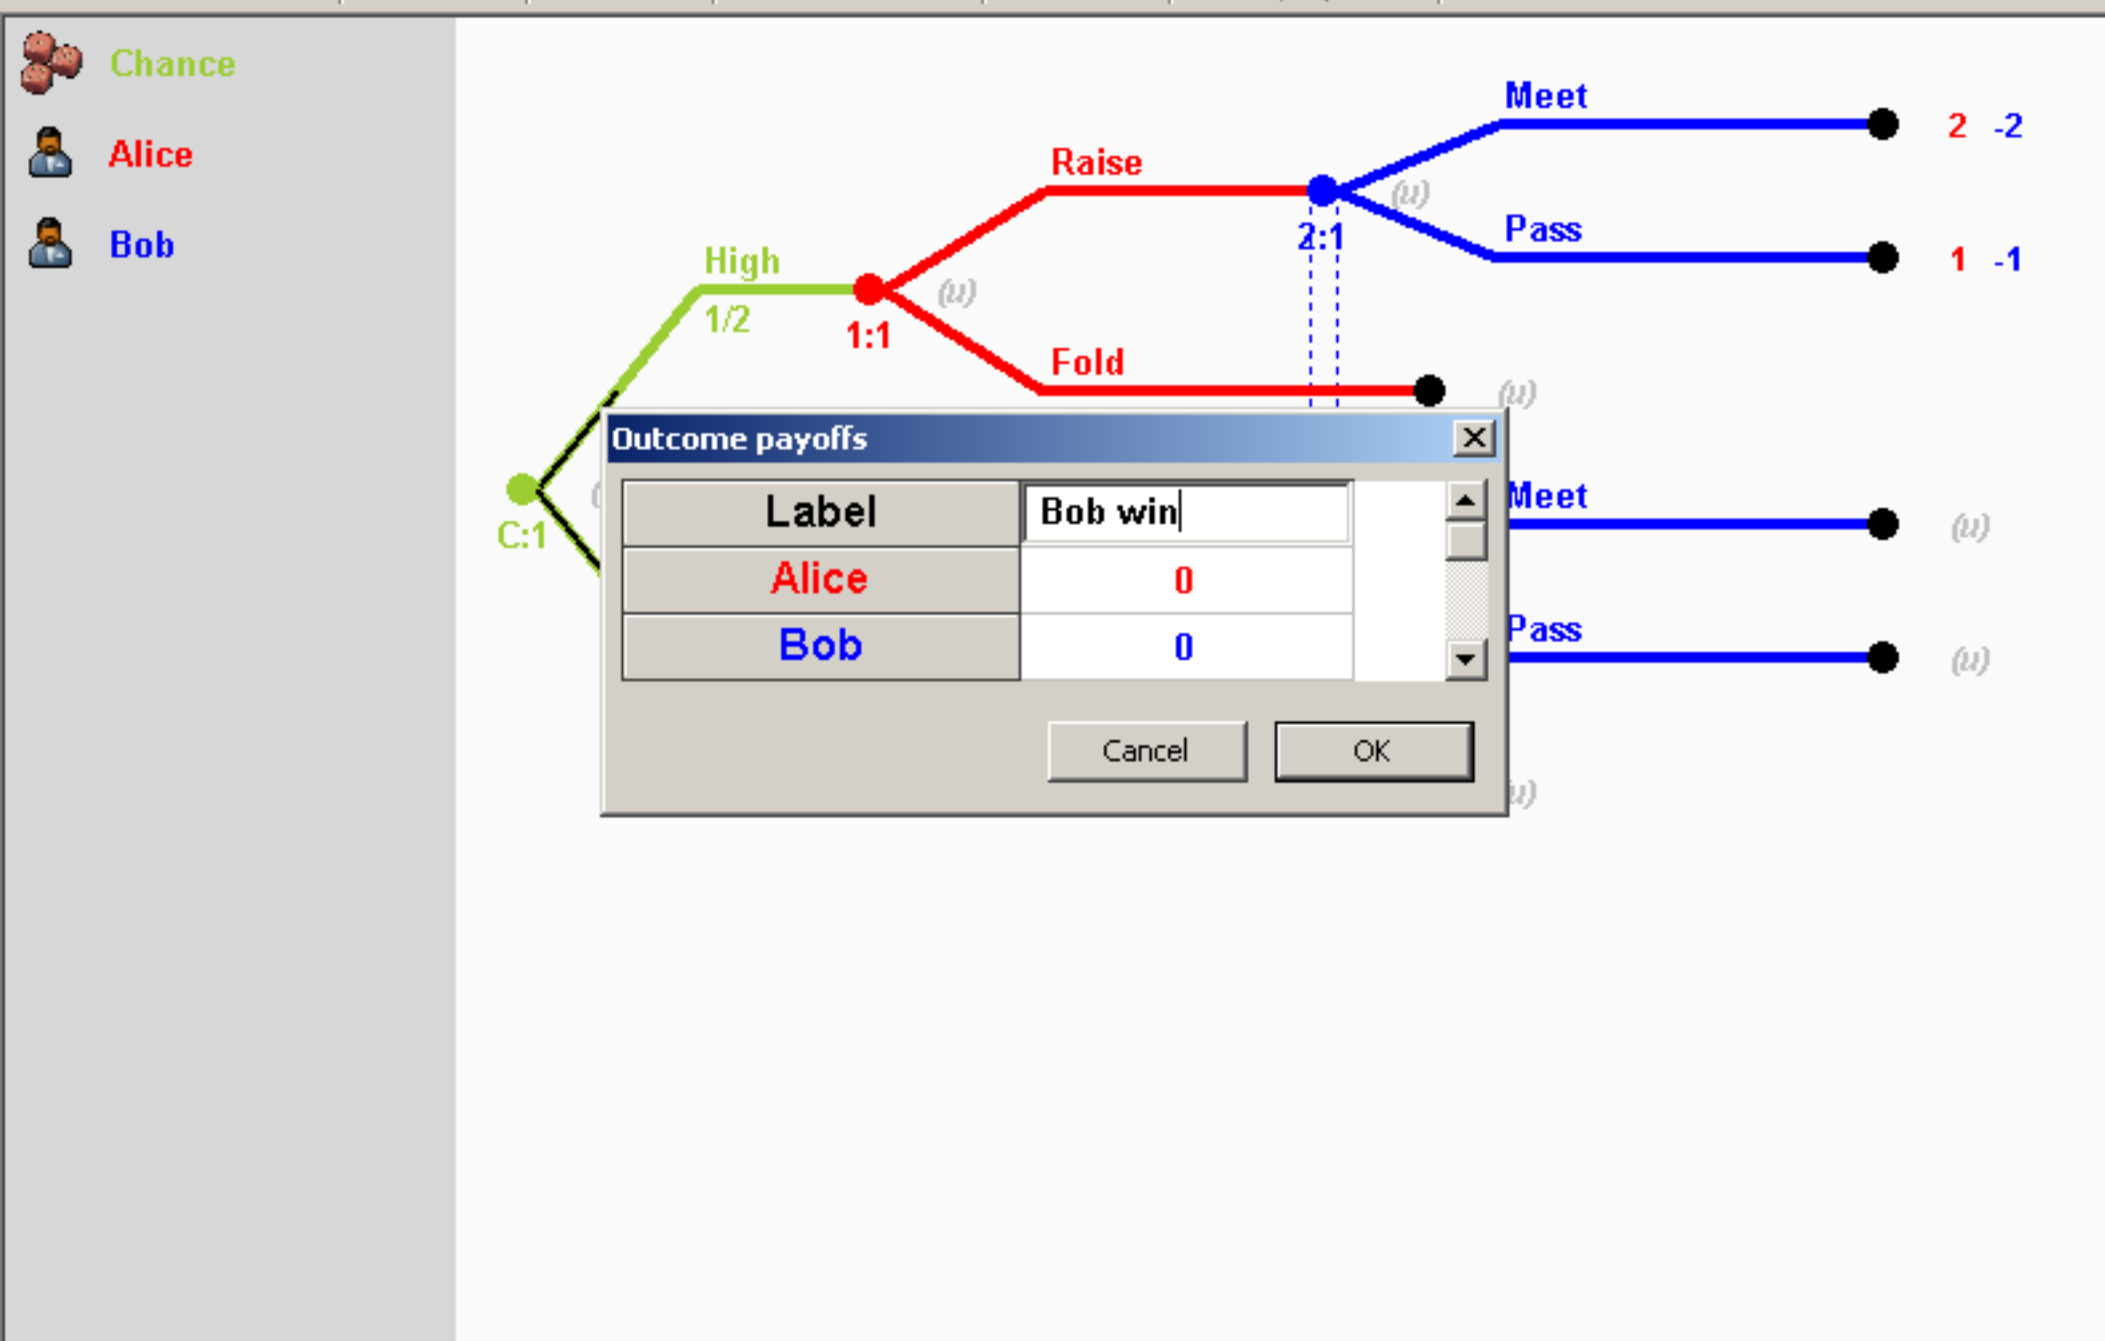 Chance
Alice
Bob
Meet
2 -2
Raise
(u)
Pass
2:1
1 -1
High
(u)
1/2
1:1
Fold
(u)
Outcome payoffs
Label Bob win
Meet
(u)
C:1
Alice 0
Bob 0
Pass
(u)
Cancel OK
u)